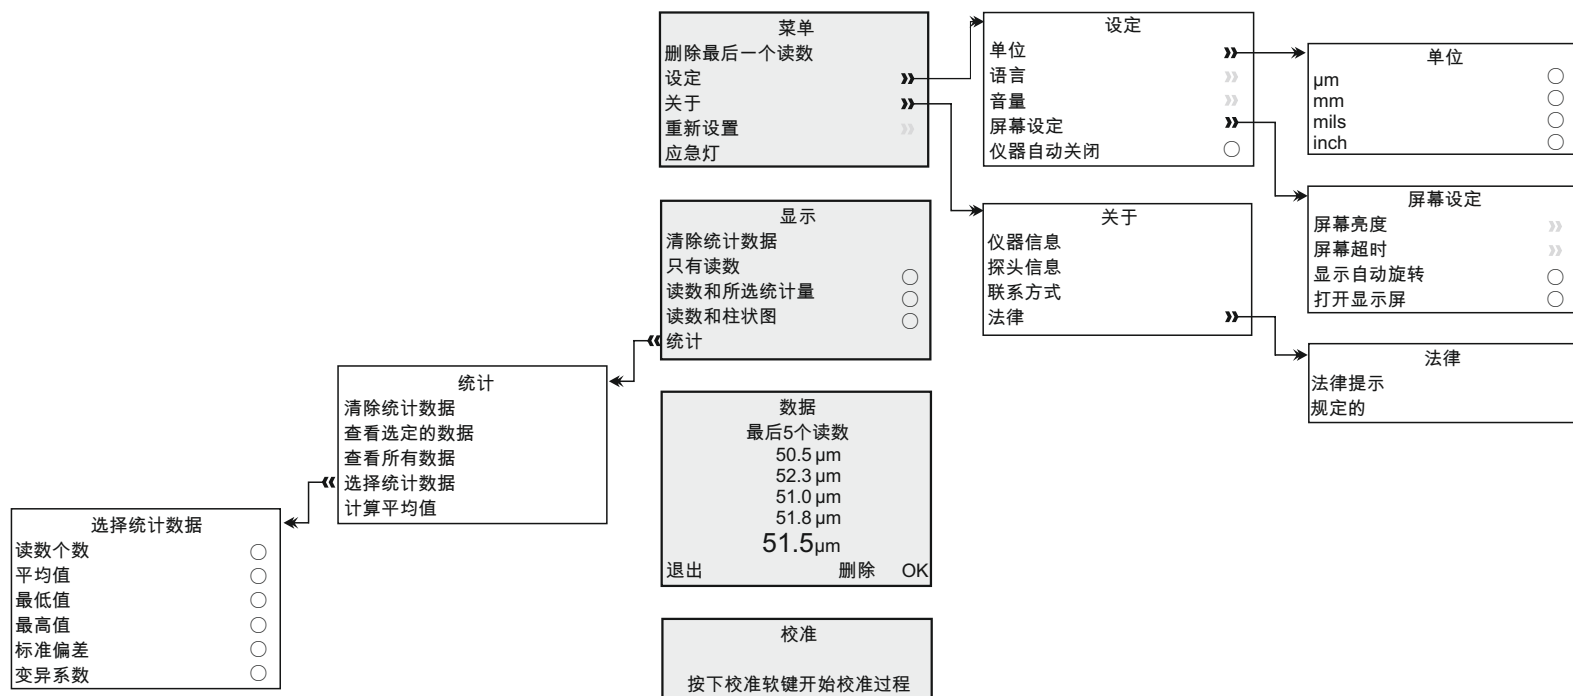 菜单
删除最后一个读数
设定
关于
重新设置
应急灯
设定
单位
语言
音量
屏幕设定
仪器自动关闭
单位
µm
mm
mils
inch
屏幕设定
屏幕亮度
屏幕超时
显示自动旋转
打开显示屏
关于
仪器信息
探头信息
联系方式
法律
法律
法律提示
规定的
显示
清除统计数据
只有读数
读数和所选统计量
读数和柱状图
统计
统计
清除统计数据
查看选定的数据
查看所有数据
选择统计数据
计算平均值
选择统计数据
读数个数
平均值
最低值
最高值
标准偏差
变异系数
数据
最后5个读数
50.5 µm
52.3 µm
51.0 µm
51.8 µm
51.5µm
退出 删除 OK
校准
按下校准软键开始校准过程